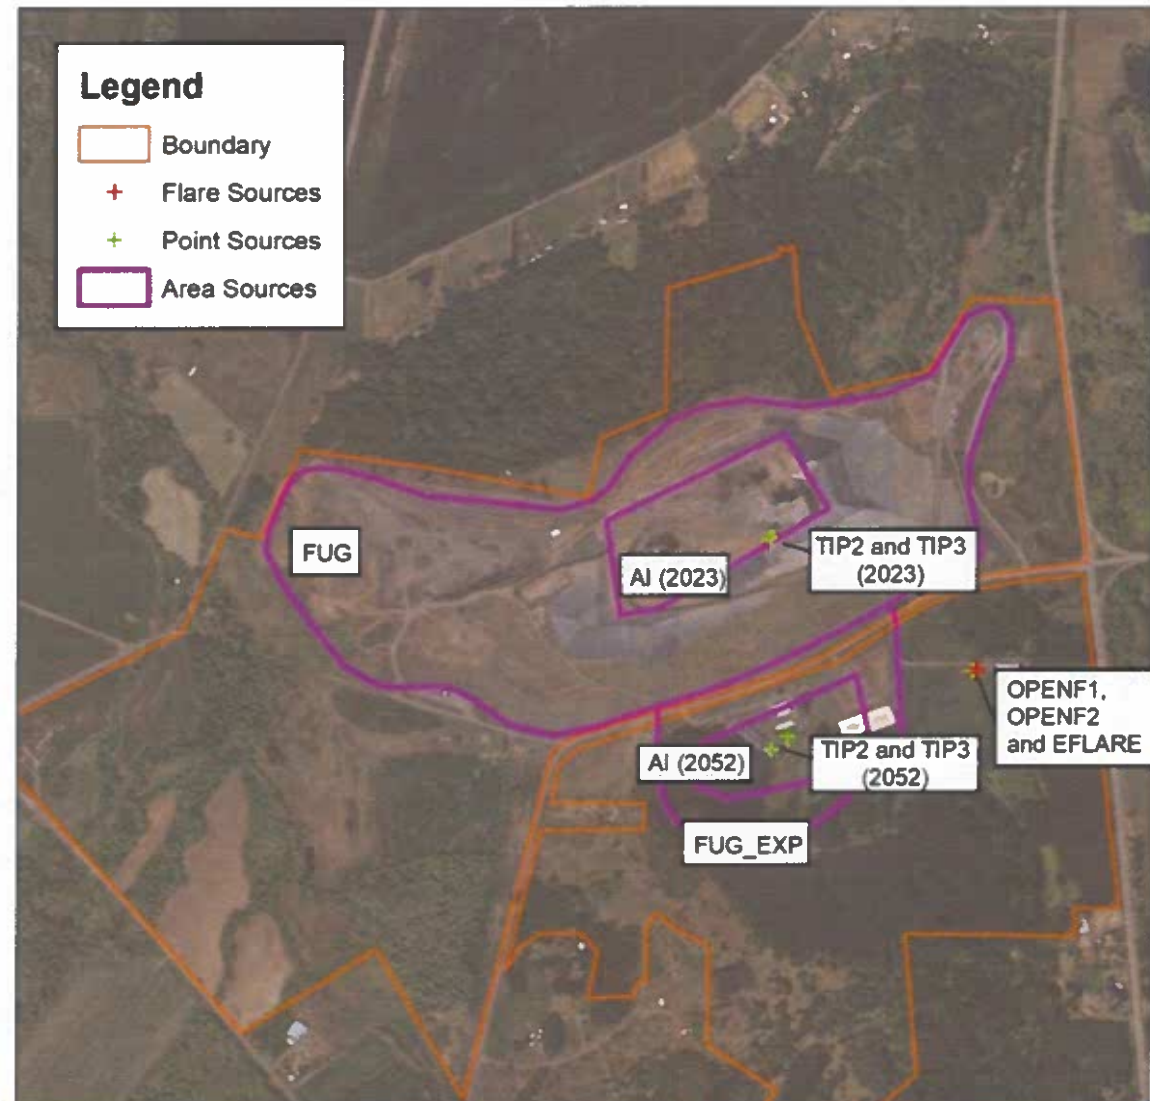 Legend
Boundary
Flare Sources
Point Sources
Area Sources
FUG
AI (2023)
TIP2 and TIP3
(2023)
OPENF1,
OPENF2
and EFLARE
AI (2052)
TIP2 and TIP3
(2052)
FUG_EXP